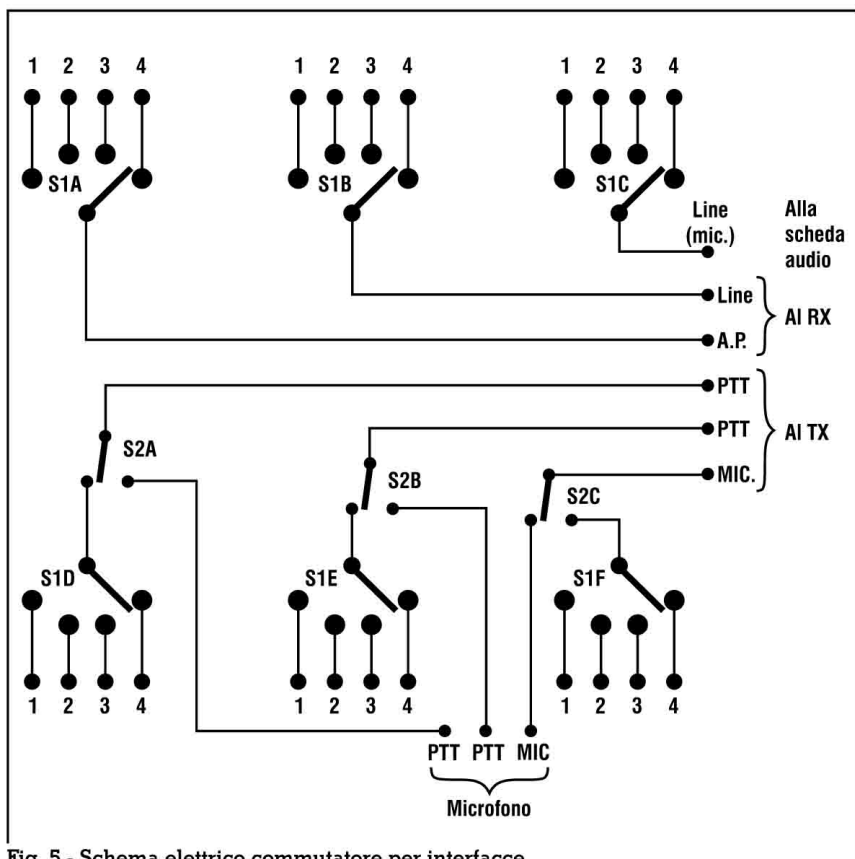 1 2 3 4 1 2 3 4 1 2 3 4
S1A S1B S1C
Line
(mic.)
Alla
scheda
audio
Line
A.P.
Al RX
PTT
PTT
MIC.
Al TX
S2A
S2B
S2C
S1D S1E S1F
1 2 3 4 1 2 3 4 1 2 3 4
PTT PTT MIC
Microfono
Fig. 5 - Schema elettrico commutatore per interfacce